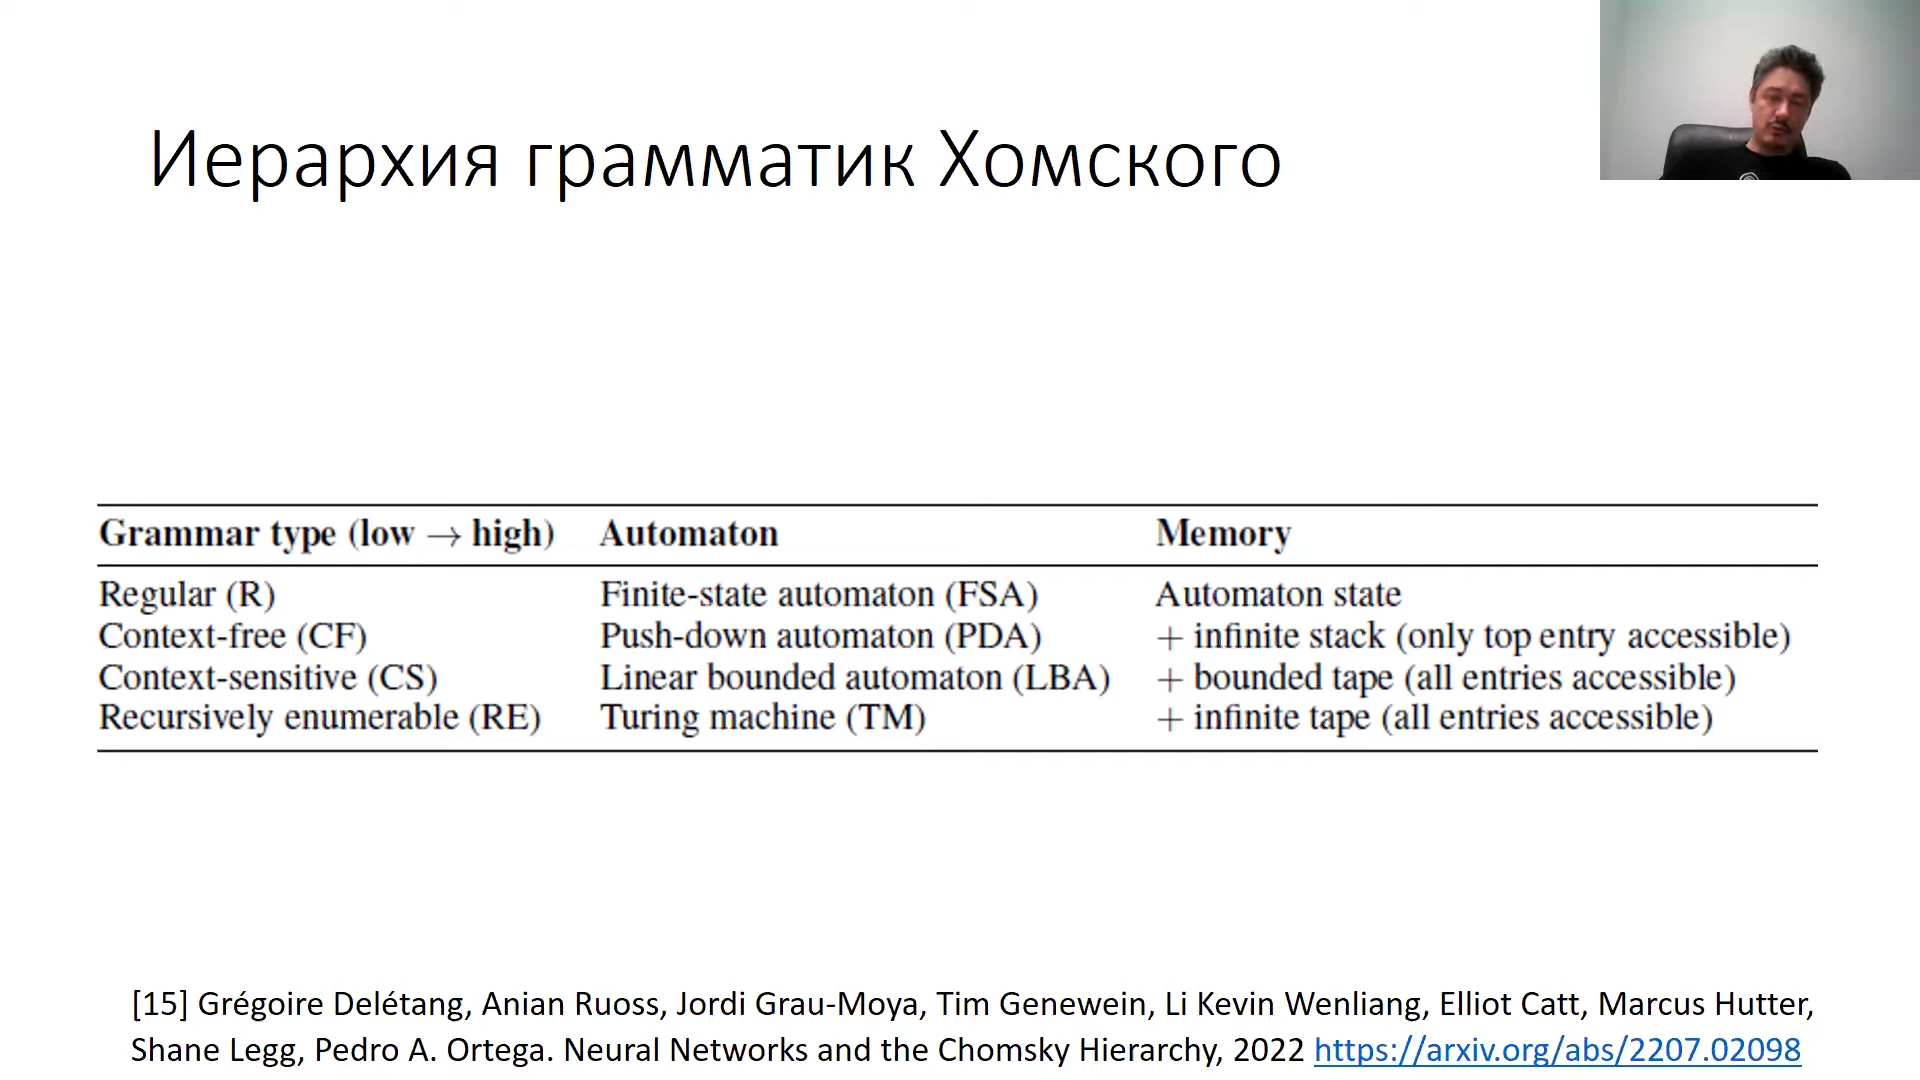 Иерархия грамматик Хомского
Grammar type (low → high) Automaton Memory
Regular (R) Finite-state automaton (FSA) Automaton state
Context-free (CF) Push-down automaton (PDA) + infinite stack (only top entry accessible)
Context-sensitive (CS) Linear bounded automaton (LBA) + bounded tape (all entries accessible)
Recursively enumerable (RE) Turing machine (TM) + infinite tape (all entries accessible)
[15] Grégoire Delétang, Anian Ruoss, Jordi Grau-Moya, Tim Genewein, Li Kevin Wenliang, Elliot Catt, Marcus Hutter,
Shane Legg, Pedro A. Ortega. Neural Networks and the Chomsky Hierarchy, 2022 https://arxiv.org/abs/2207.02098